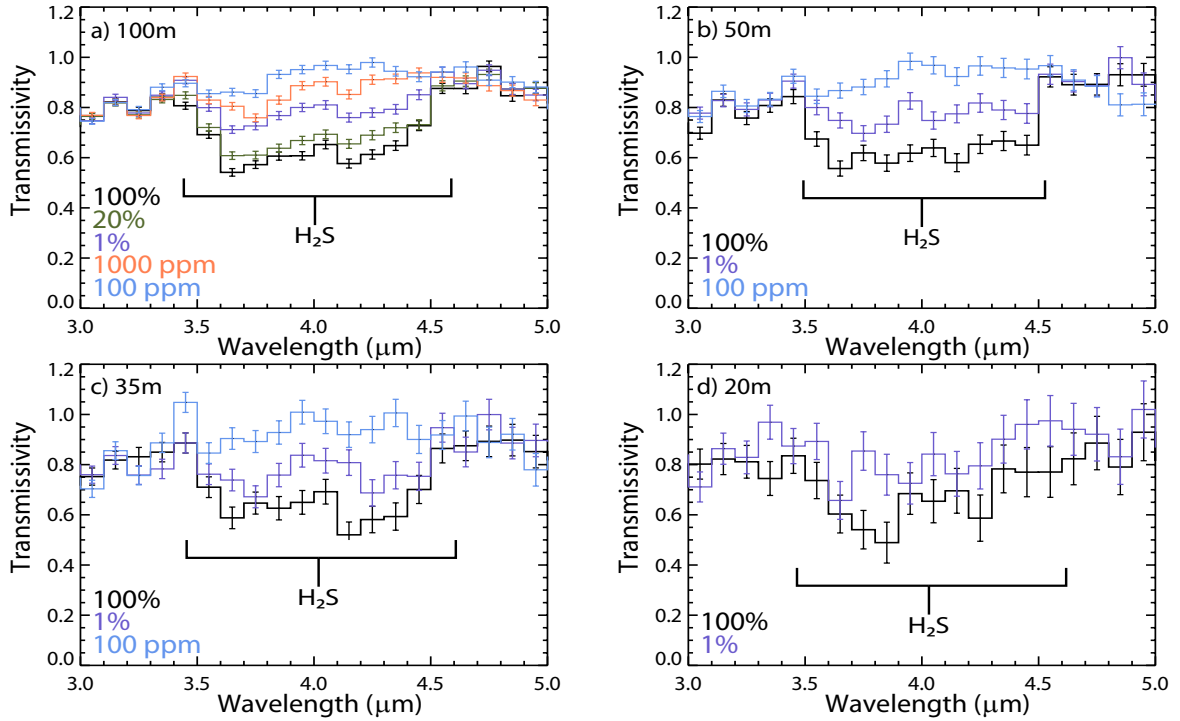 a) 100m
Transmissivity
1.2
1.0
0.8
0.6
0.4
0.2
0.0
100%
20%
1%
1000 ppm
100 ppm
H₂S
3.0 3.5 4.0 4.5 5.0
Wavelength (μm)
b) 50m
Transmissivity
1.2
1.0
0.8
0.6
0.4
0.2
0.0
100%
1%
100 ppm
H₂S
3.0 3.5 4.0 4.5 5.0
Wavelength (μm)
c) 35m
Transmissivity
1.2
1.0
0.8
0.6
0.4
0.2
0.0
100%
1%
100 ppm
H₂S
3.0 3.5 4.0 4.5 5.0
Wavelength (μm)
d) 20m
Transmissivity
1.2
1.0
0.8
0.6
0.4
0.2
0.0
100%
1%
H₂S
3.0 3.5 4.0 4.5 5.0
Wavelength (μm)